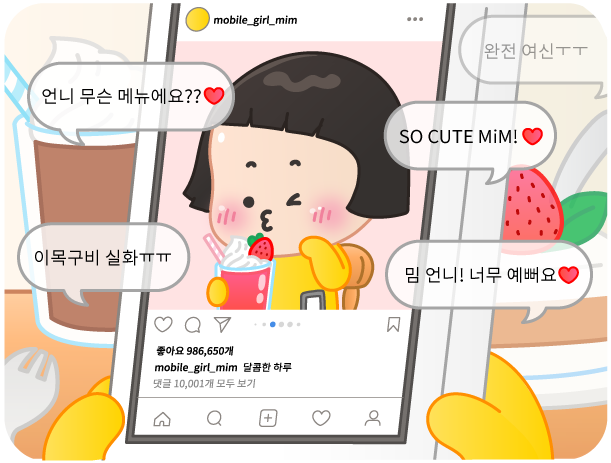 mobile_girl_mim
완전 여신ㅜㅜ
언니 무슨 메뉴에요??
SO CUTE MiM!
이목구비 실화ㅠㅠ
밈 언니! 너무 예뻐요
좋아요 986,650개
mobile_girl_mim 달콤한 하루
댓글 10,001개 모두 보기